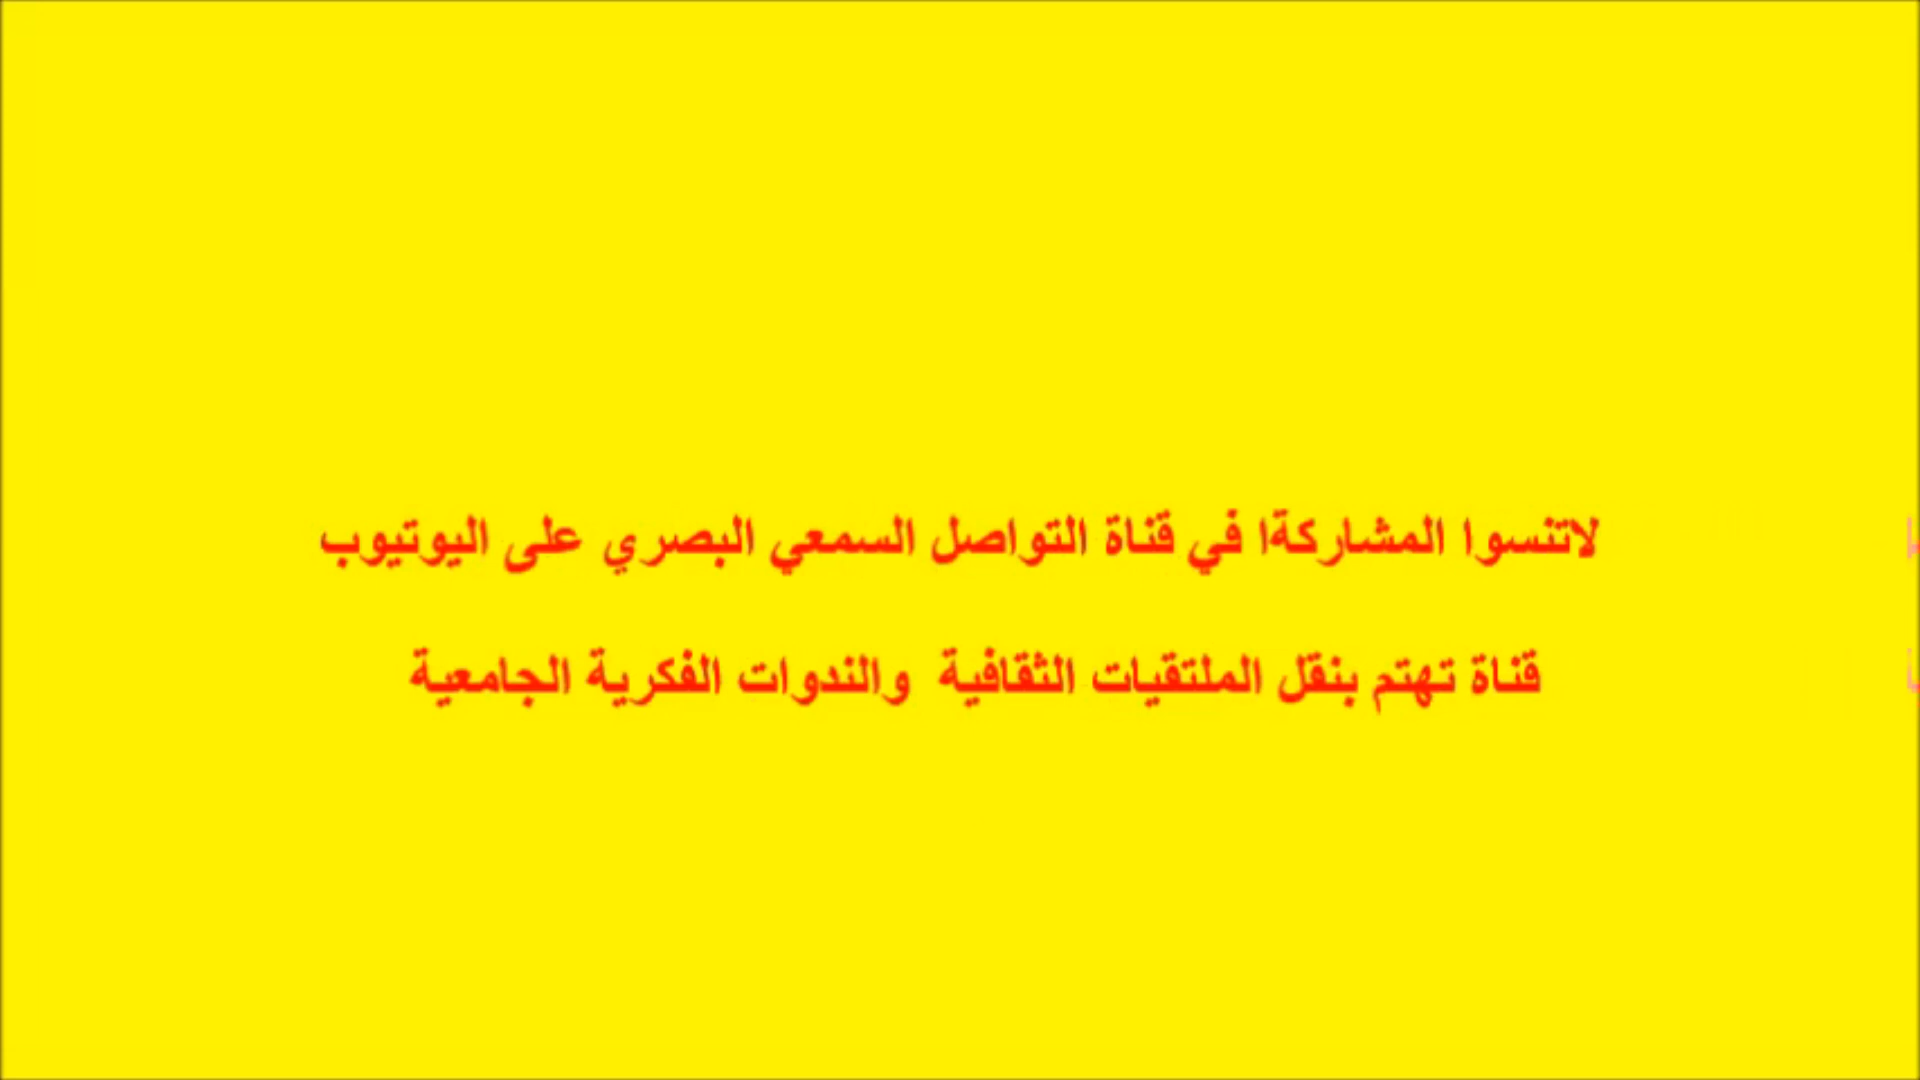 لاتنسوا المشاركةا في قناة التواصل السمعي البصري على اليوتيوب
قناة تهتم بنقل الملتقيات الثقافية والندوات الفكرية الجامعية